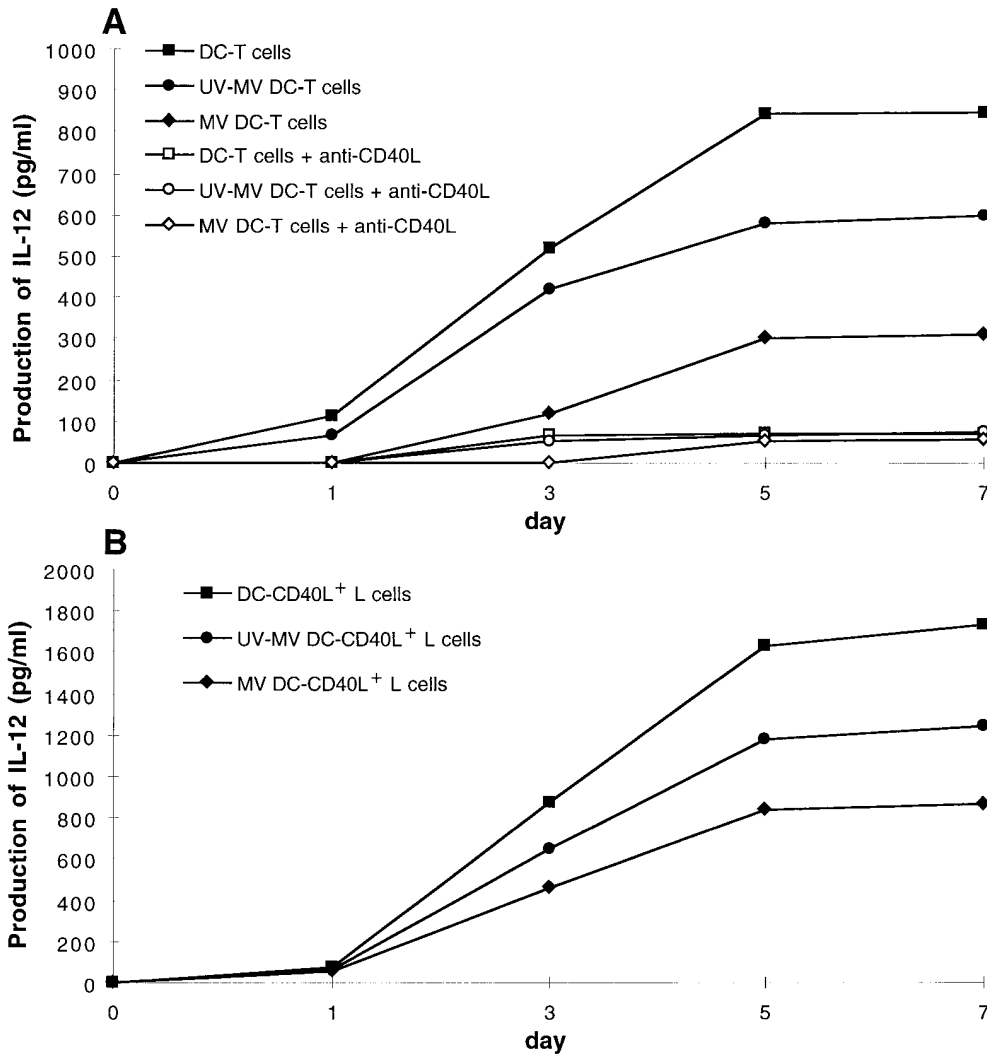 A
1000
900
800
700
600
500
400
300
200
100
0
Production of IL-12 (pg/ml)
DC-T cells
UV-MV DC-T cells
MV DC-T cells
DC-T cells + anti-CD40L
UV-MV DC-T cells + anti-CD40L
MV DC-T cells + anti-CD40L
0 1 3 5 7
day
B
2000
1800
1600
1400
1200
1000
800
600
400
200
0
Production of IL-12 (pg/ml)
DC-CD40L+ L cells
UV-MV DC-CD40L+ L cells
MV DC-CD40L+ L cells
0 1 3 5 7
day